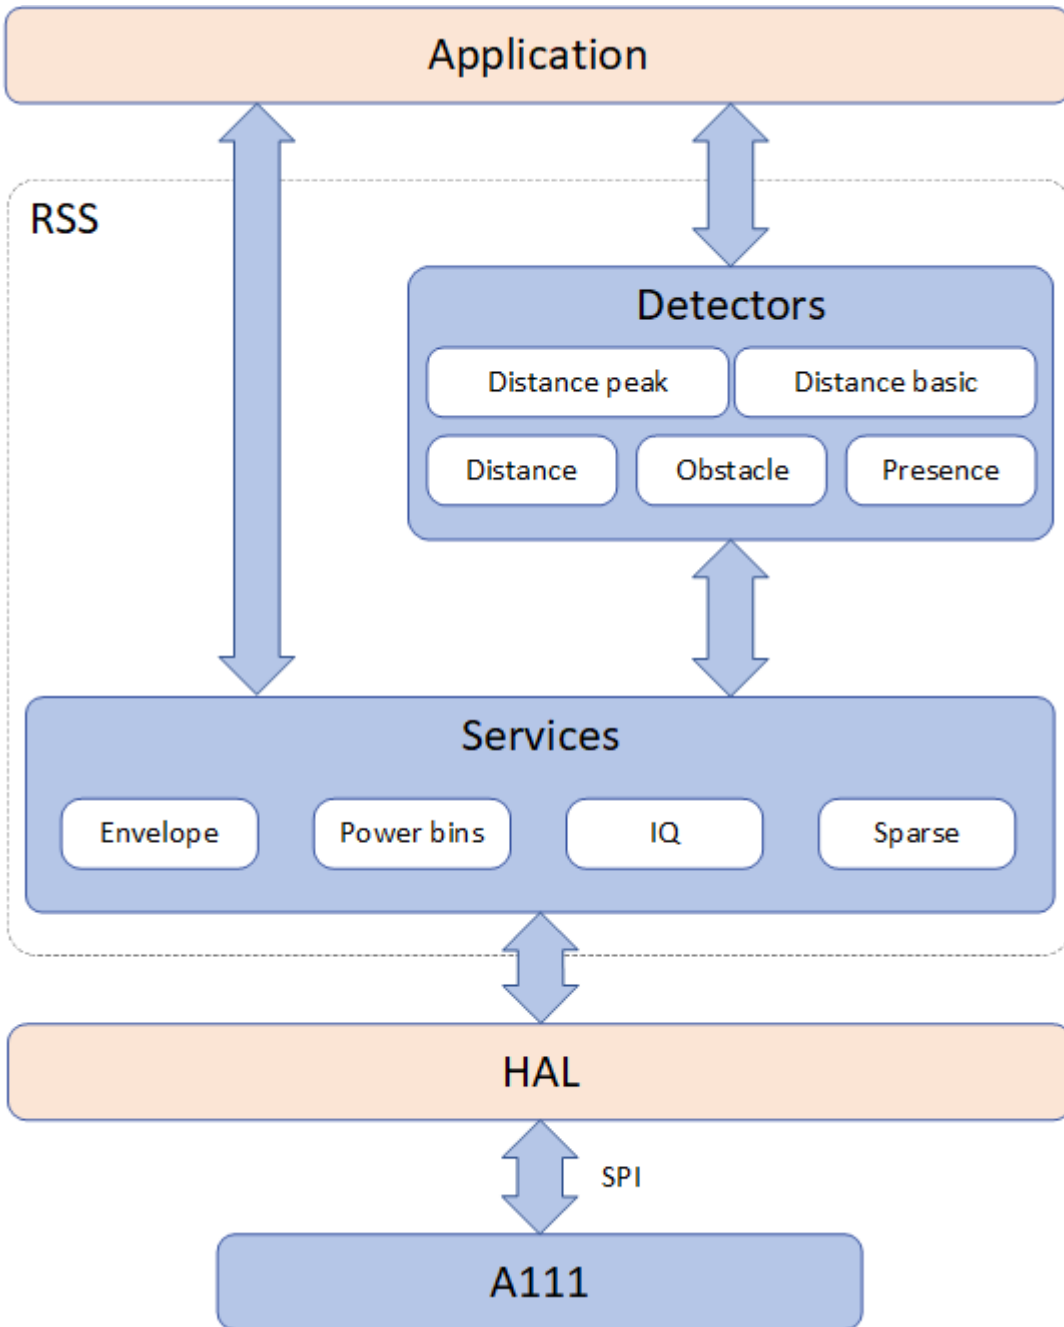 Application
RSS
Detectors
Distance peak
Distance basic
Distance
Obstacle
Presence
Services
Envelope
Power bins
IQ
Sparse
HAL
SPI
A111